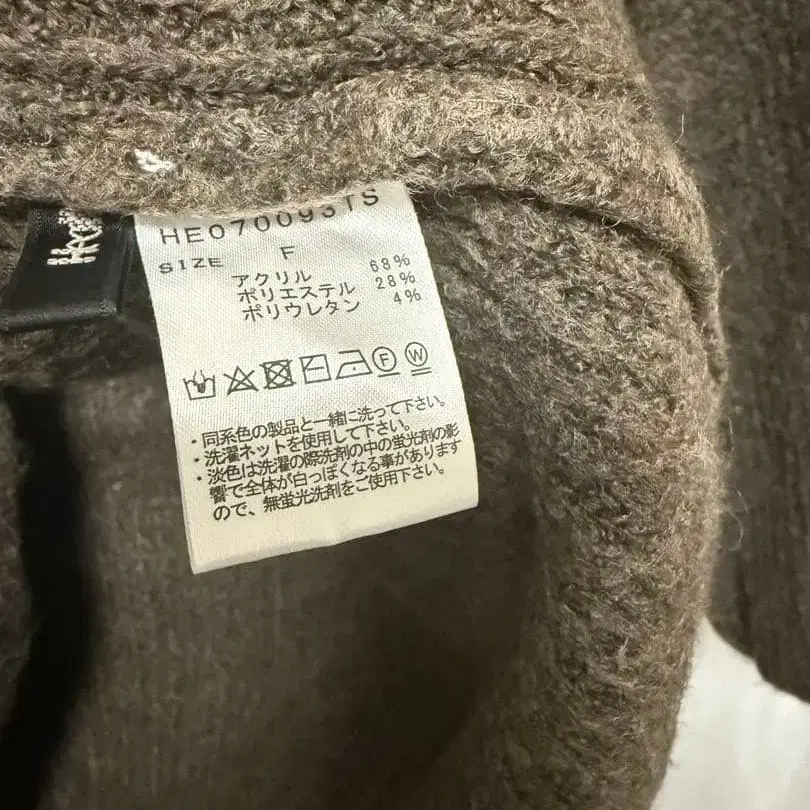 HE070093TS
SIZE F
アクリル 68%
ポリエステル 28%
ポリウレタン 4%
F W
・同系色の製品と一緒に洗って下さい。
・洗濯ネットを使用して下さい。
・淡色は洗濯の際洗剤の中の蛍光剤の影
響で全体が白っぽくなる事があります
ので、無蛍光洗剤をご使用下さい。